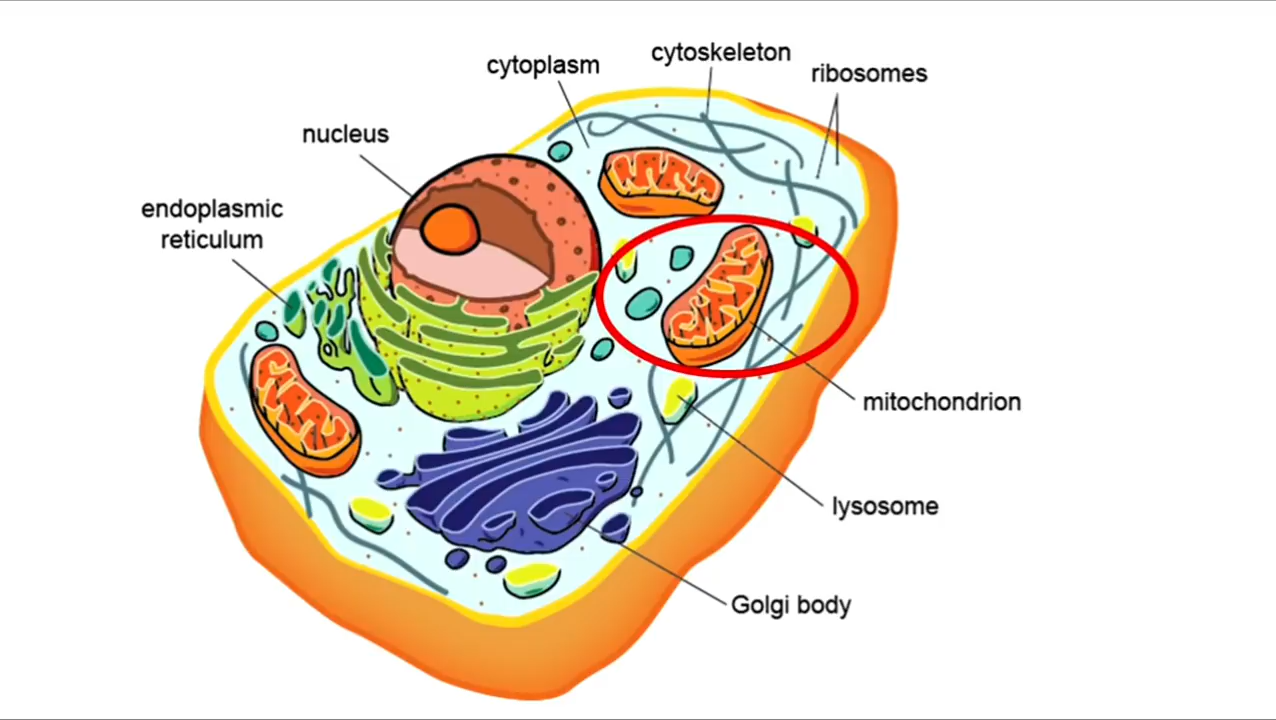 cytoskeleton
cytoplasm
ribosomes
nucleus
endoplasmic
reticulum
mitochondrion
lysosome
Golgi body